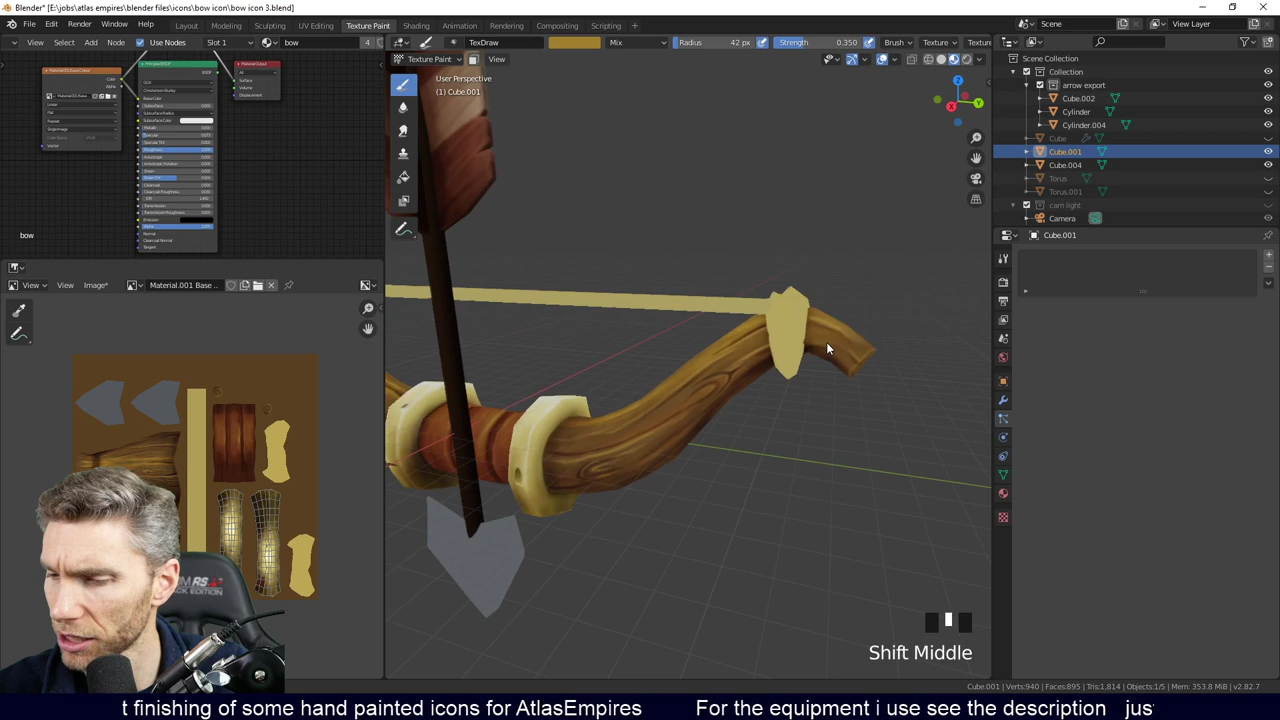 Blender* [E:\jobs\atlas empires\blender files\icons\bow icon\bow icon 3.blend]
File Edit Render Window Help Layout Modeling Sculpting UV Editing Texture Paint Shading Animation Rendering Compositing Scripting + Scene View Layer
View Select Add Node Use Nodes Slot 1 bow 4 TexDraw Mix Radius 42 px Strength 0.350 Brush Texture
Texture Paint View
User Perspective
(1) Cube.001
Scene Collection
Collection
arrow export
Cube.002
Cylinder
Cylinder.004
Cube
Cube.001
Cube.004
Torus
Torus.001
cam light
Camera
bow
Cube.001
View View Image* Material.001 Base ...
Shift Middle
Cube.001 | Verts:940 | Faces:895 | Tris:1,814 | Objects:1/5 | Mem: 353.8 MiB | v2.82.7
t finishing of some hand painted icons for AtlasEmpires For the equipment i use see the description jus